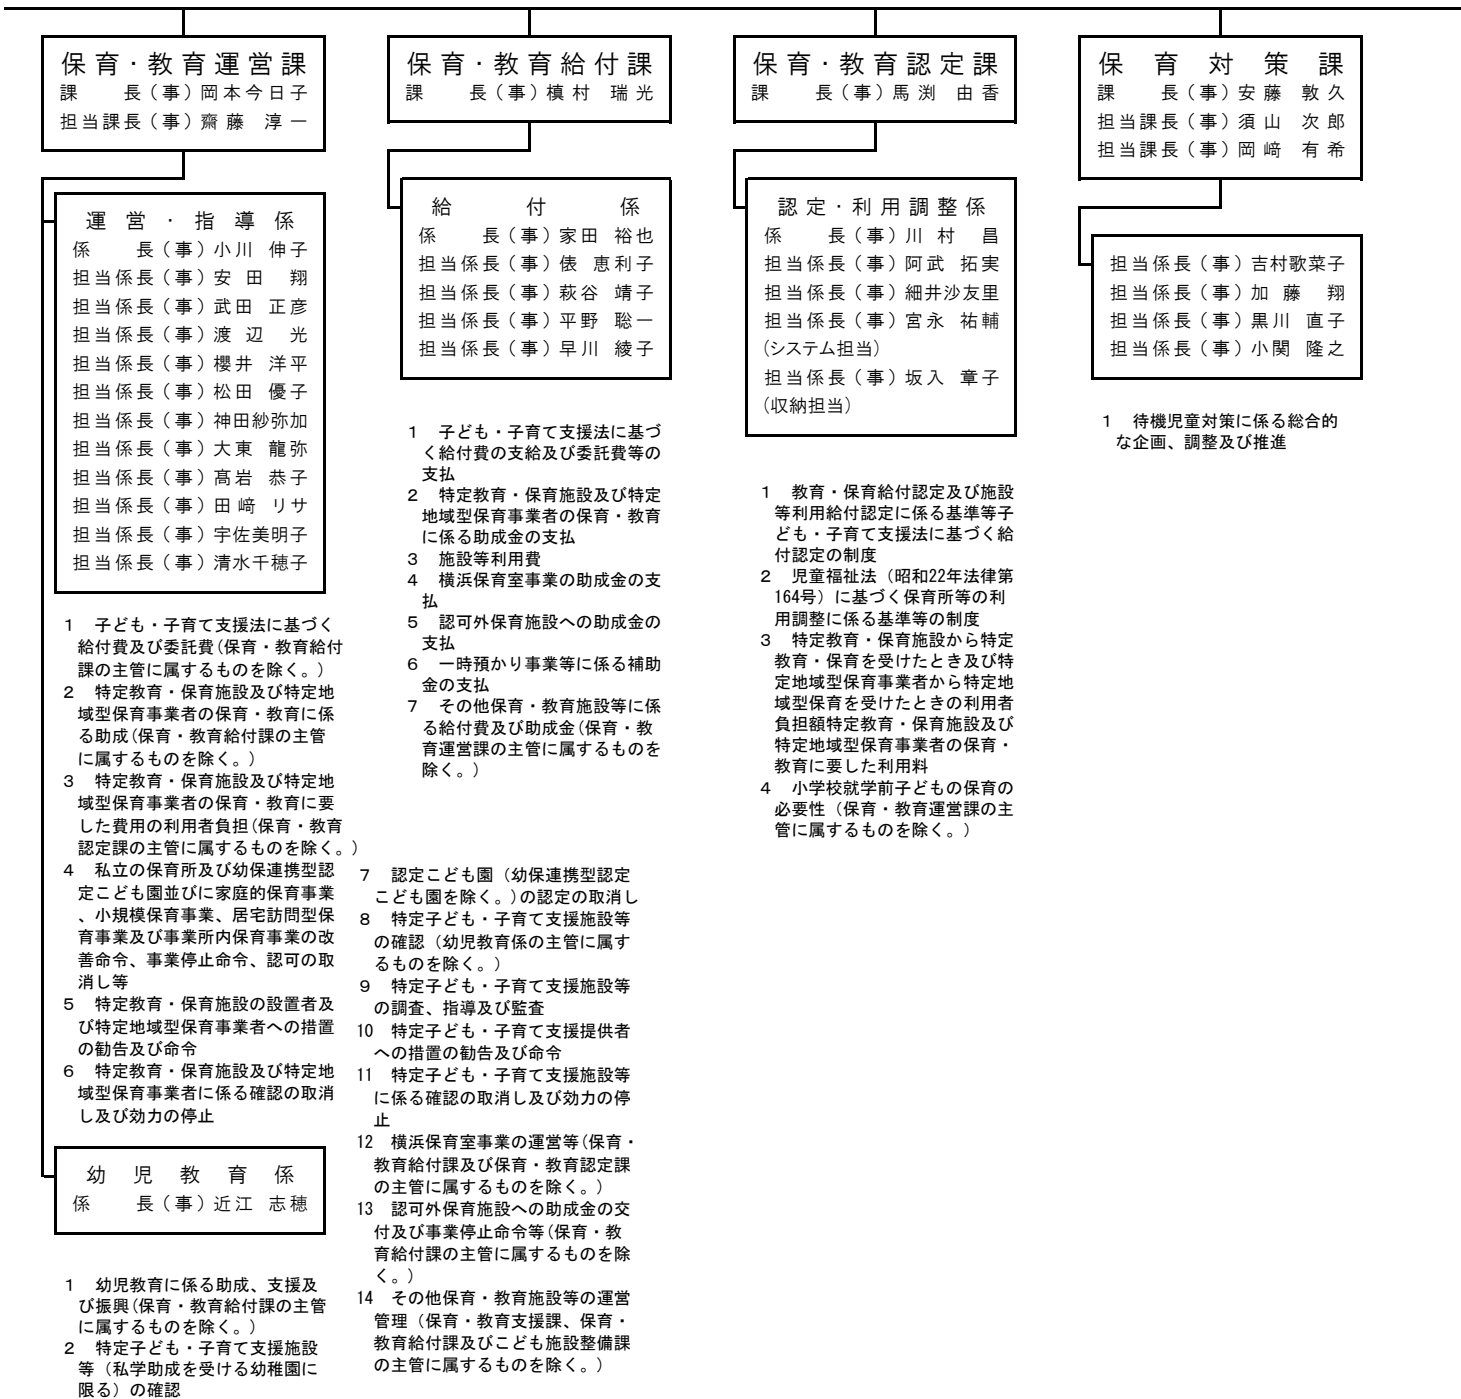 保育・教育運営課
課　　長（事）岡本今日子
担当課長（事）齋藤　淳一
運営・指導係
係　　長（事）小川　伸子
担当係長（事）安田　翔
担当係長（事）武田　正彦
担当係長（事）渡辺　光
担当係長（事）櫻井　洋平
担当係長（事）松田　優子
担当係長（事）神田紗弥加
担当係長（事）大東　龍弥
担当係長（事）髙岩　恭子
担当係長（事）田﨑　リサ
担当係長（事）宇佐美明子
担当係長（事）清水千穂子
1　子ども・子育て支援法に基づく
給付費及び委託費(保育・教育給付
課の主管に属するものを除く。)
2　特定教育・保育施設及び特定地
域型保育事業者の保育・教育に係
る助成(保育・教育給付課の主管
に属するものを除く。)
3　特定教育・保育施設及び特定地
域型保育事業者の保育・教育に要
した費用の利用者負担(保育・教育
認定課の主管に属するものを除く。)
4　私立の保育所及び幼保連携型認
定こども園並びに家庭的保育事業
、小規模保育事業、居宅訪問型保
育事業及び事業所内保育事業の改
善命令、事業停止命令、認可の取
消し等
5　特定教育・保育施設の設置者及
び特定地域型保育事業者への措置
の勧告及び命令
6　特定教育・保育施設及び特定地
域型保育事業者に係る確認の取消
し及び効力の停止
7　認定こども園（幼保連携型認定
こども園を除く。)の認定の取消し
8　特定子ども・子育て支援施設等
の確認（幼児教育係の主管に属す
るものを除く。）
9　特定子ども・子育て支援施設等
の調査、指導及び監査
10　特定子ども・子育て支援提供者
への措置の勧告及び命令
11　特定子ども・子育て支援施設等
に係る確認の取消し及び効力の停
止
12　横浜保育室事業の運営等(保育・
教育給付課及び保育・教育認定課
の主管に属するものを除く。)
13　認可外保育施設への助成金の交
付及び事業停止命令等(保育・教
育給付課の主管に属するものを除
く。)
14　その他保育・教育施設等の運営
管理（保育・教育支援課、保育・
教育給付課及びこども施設整備課
の主管に属するものを除く。）
幼児教育係
係　　長（事）近江　志穂
1　幼児教育に係る助成、支援及
び振興(保育・教育給付課の主管
に属するものを除く。)
2　特定子ども・子育て支援施設
等（私学助成を受ける幼稚園に
限る）の確認
保育・教育給付課
課　　長（事）槇村　瑞光
給付係
係　　長（事）家田　裕也
担当係長（事）俵　恵利子
担当係長（事）萩谷　靖子
担当係長（事）平野　聡一
担当係長（事）早川　綾子
1　子ども・子育て支援法に基づ
く給付費の支給及び委託費等の
支払
2　特定教育・保育施設及び特定
地域型保育事業者の保育・教育
に係る助成金の支払
3　施設等利用費
4　横浜保育室事業の助成金の支
払
5　認可外保育施設への助成金の
支払
6　一時預かり事業等に係る補助
金の支払
7　その他保育・教育施設等に係
る給付費及び助成金(保育・教
育運営課の主管に属するものを
除く。)
保育・教育認定課
課　　長（事）馬渕　由香
認定・利用調整係
係　　長（事）川村　昌
担当係長（事）阿武　拓実
担当係長（事）細井沙友里
担当係長（事）宮永　祐輔
(システム担当)
担当係長（事）坂入　章子
(収納担当)
1　教育・保育給付認定及び施設
等利用給付認定に係る基準等子
ども・子育て支援法に基づく給
付認定の制度
2　児童福祉法（昭和22年法律第
164号）に基づく保育所等の利
用調整に係る基準等の制度
3　特定教育・保育施設から特定
教育・保育を受けたとき及び特
定地域型保育事業者から特定地
域型保育を受けたときの利用者
負担額特定教育・保育施設及び
特定地域型保育事業者の保育・
教育に要した利用料
4　小学校就学前子どもの保育の
必要性（保育・教育運営課の主
管に属するものを除く。）
保育対策課
課　　長（事）安藤　敦久
担当課長（事）須山　次郎
担当課長（事）岡﨑　有希
担当係長（事）吉村歌菜子
担当係長（事）加藤　翔
担当係長（事）黒川　直子
担当係長（事）小関　隆之
1　待機児童対策に係る総合的
な企画、調整及び推進